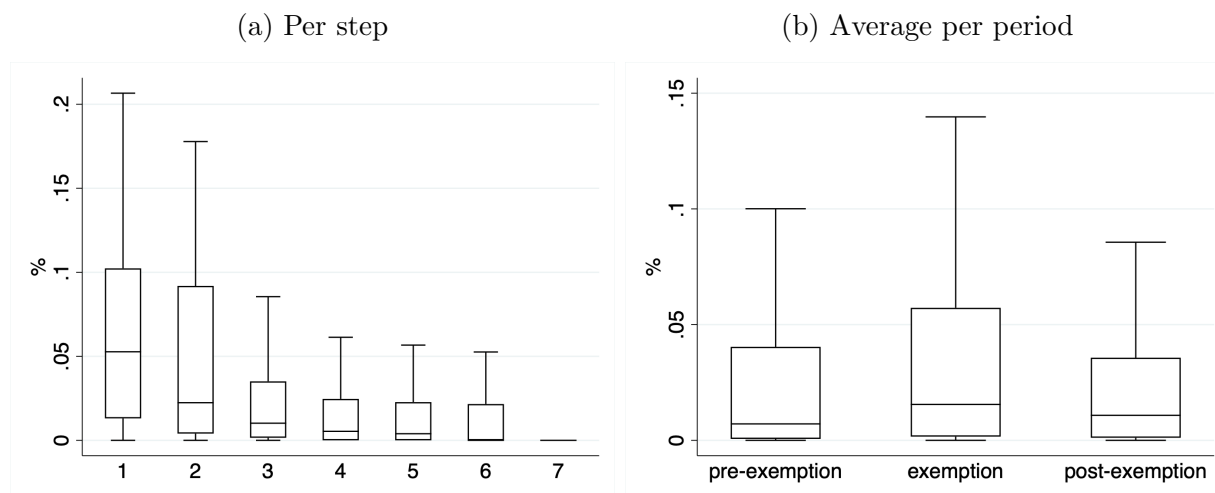 (a) Per step
(b) Average per period
%
.2
.15
.1
.05
0
1 2 3 4 5 6 7
%
.15
.1
.05
0
pre-exemption exemption post-exemption